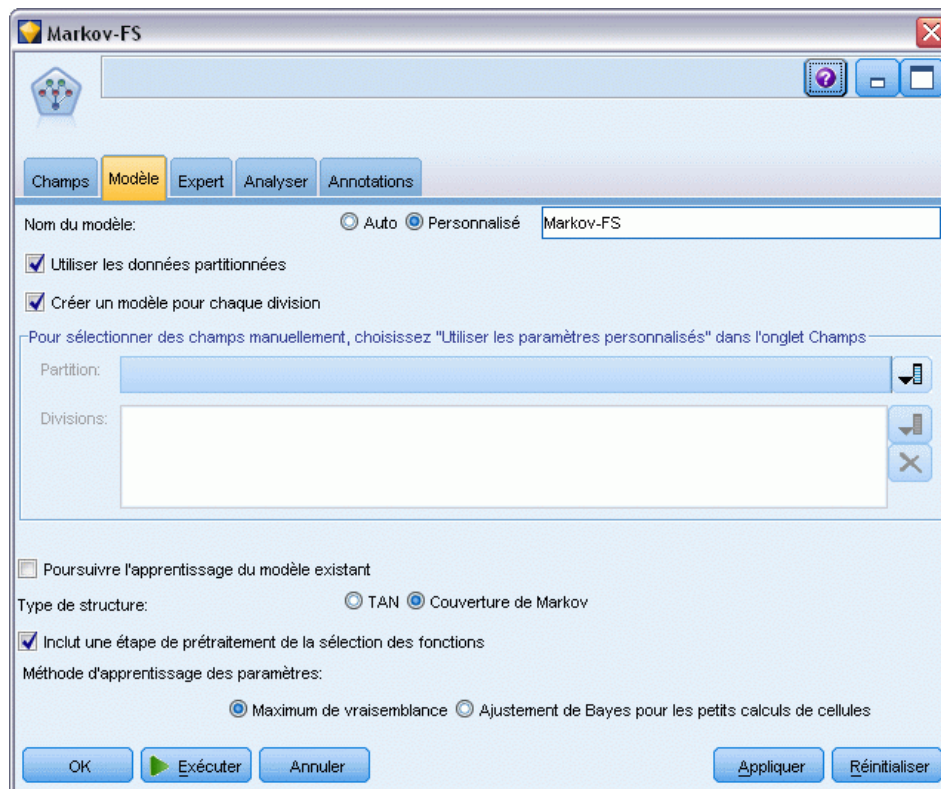 Markov-FS
Champs Modèle Expert Analyser Annotations
Nom du modèle: Auto Personnalisé Markov-FS
Utiliser les données partitionnées
Créer un modèle pour chaque division
Pour sélectionner des champs manuellement, choisissez "Utiliser les paramètres personnalisés" dans l'onglet Champs
Partition:
Divisions:
Poursuivre l'apprentissage du modèle existant
Type de structure: TAN Couverture de Markov
Inclut une étape de prétraitement de la sélection des fonctions
Méthode d'apprentissage des paramètres:
Maximum de vraisemblance Ajustement de Bayes pour les petits calculs de cellules
OK Exécuter Annuler Appliquer Réinitialiser